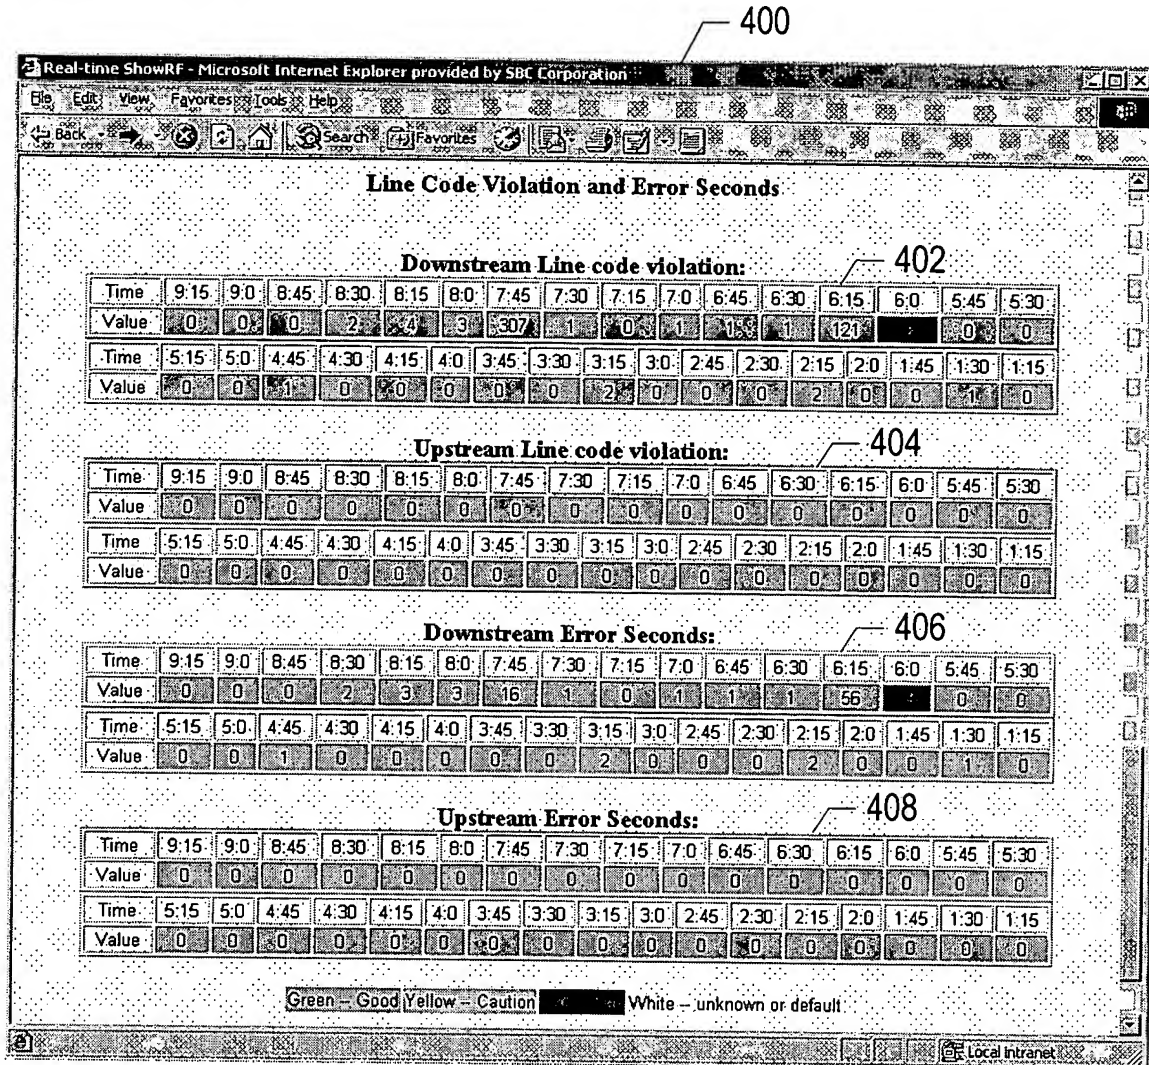 400
Real-time ShowRF - Microsoft Internet Explorer provided by SBC Corporation
File Edit View Favorites Tools Help
Back Search Favorites
Line Code Violation and Error Seconds
Downstream Line code violation: 402
Time 9:15 9:0 8:45 8:30 8:15 8:0 7:45 7:30 7:15 7:0 6:45 6:30 6:15 6:0 5:45 5:30
Value 0 0 0 2 4 3 307 1 0 1 1 121 0 0
Time 5:15 5:0 4:45 4:30 4:15 4:0 3:45 3:30 3:15 3:0 2:45 2:30 2:15 2:0 1:45 1:30 1:15
Value 0 0 1 0 0 0 0 0 2 0 0 0 2 0 0 1 0
Upstream Line code violation: 404
Time 9:15 9:0 8:45 8:30 8:15 8:0 7:45 7:30 7:15 7:0 6:45 6:30 6:15 6:0 5:45 5:30
Value 0 0 0 0 0 0 0 0 0 0 0 0 0 0 0 0
Time 5:15 5:0 4:45 4:30 4:15 4:0 3:45 3:30 3:15 3:0 2:45 2:30 2:15 2:0 1:45 1:30 1:15
Value 0 0 0 0 0 0 0 0 0 0 0 0 0 0 0 0 0
Downstream Error Seconds: 406
Time 9:15 9:0 8:45 8:30 8:15 8:0 7:45 7:30 7:15 7:0 6:45 6:30 6:15 6:0 5:45 5:30
Value 0 0 0 2 3 3 16 1 0 1 1 1 56 0 0
Time 5:15 5:0 4:45 4:30 4:15 4:0 3:45 3:30 3:15 3:0 2:45 2:30 2:15 2:0 1:45 1:30 1:15
Value 0 0 1 0 0 0 0 0 2 0 0 0 2 0 0 1 0
Upstream Error Seconds: 408
Time 9:15 9:0 8:45 8:30 8:15 8:0 7:45 7:30 7:15 7:0 6:45 6:30 6:15 6:0 5:45 5:30
Value 0 0 0 0 0 0 0 0 0 0 0 0 0 0 0 0
Time 5:15 5:0 4:45 4:30 4:15 4:0 3:45 3:30 3:15 3:0 2:45 2:30 2:15 2:0 1:45 1:30 1:15
Value 0 0 0 0 0 0 0 0 0 0 0 0 0 0 0 0 0
Green – Good Yellow – Caution White – unknown or default
Local intranet